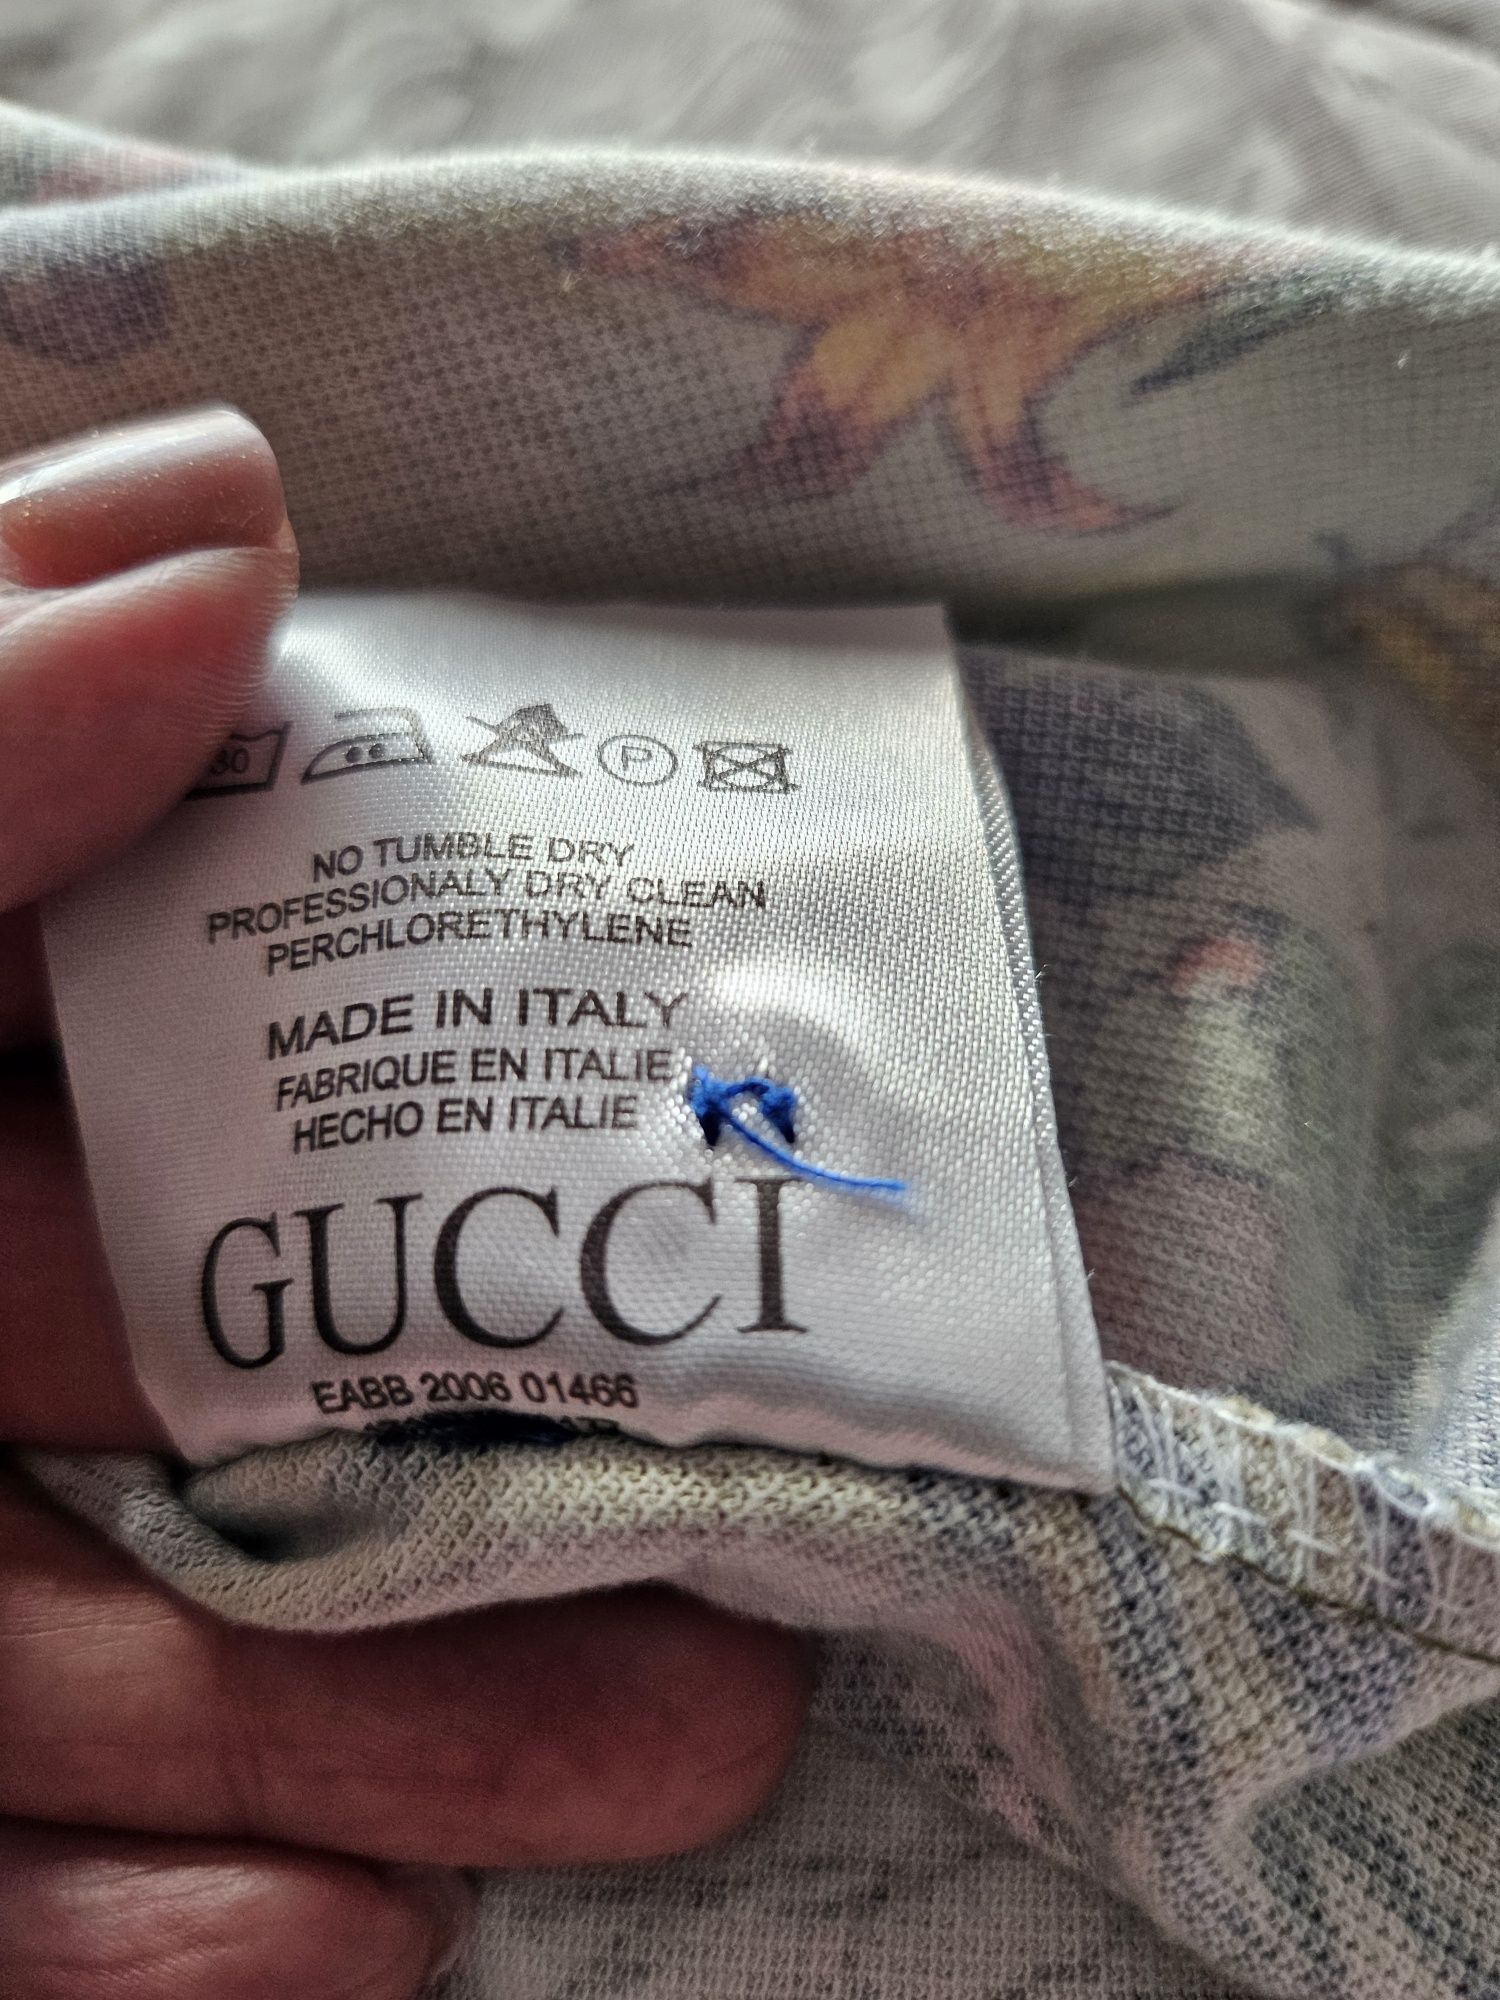 30
P
NO TUMBLE DRY
PROFESSIONALY DRY CLEAN
PERCHLORETHYLENE
MADE IN ITALY
FABRIQUE EN ITALIE
HECHO EN ITALIE
GUCCI
EABB 2006 01466